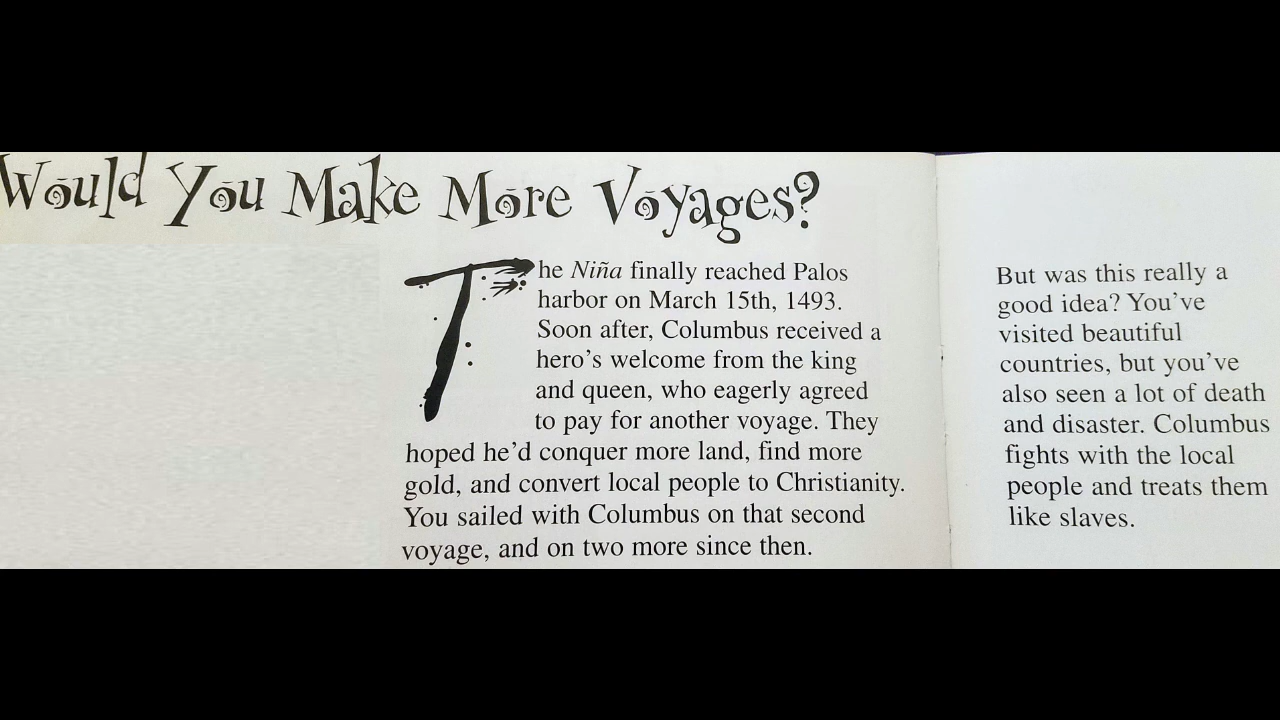 Would You Make More Voyages?
The Niña finally reached Palos
harbor on March 15th, 1493.
Soon after, Columbus received a
hero's welcome from the king
and queen, who eagerly agreed
to pay for another voyage. They
hoped he'd conquer more land, find more
gold, and convert local people to Christianity.
You sailed with Columbus on that second
voyage, and on two more since then.
But was this really a
good idea? You've
visited beautiful
countries, but you've
also seen a lot of death
and disaster. Columbus
fights with the local
people and treats them
like slaves.